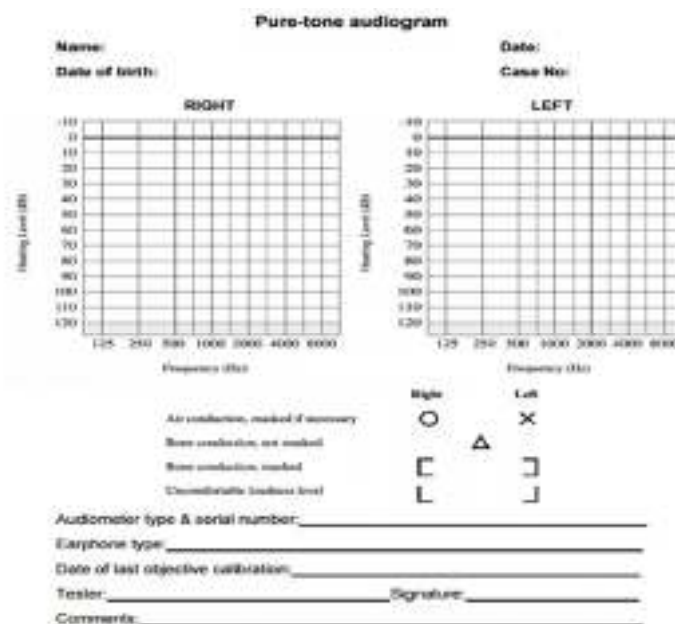 Pure-tone audiogram
Name: Date:
Date of birth: Case No:
RIGHT LEFT
-10 -10
0 0
10 10
20 20
30 30
40 40
50 50
60 60
70 70
80 80
90 90
100 100
110 110
120 120
Hearing Level (dB) Hearing Level (dB)
125 250 500 1000 2000 4000 8000 125 250 500 1000 2000 4000 8000
Frequency (Hz) Frequency (Hz)
Right Left
Air conduction, masked if necessary
Bone conduction, not masked
Bone conduction, masked
Uncomfortable loudness level
Audiometer type & serial number:
Earphone type:
Date of last objective calibration:
Tester: Signature:
Comments: